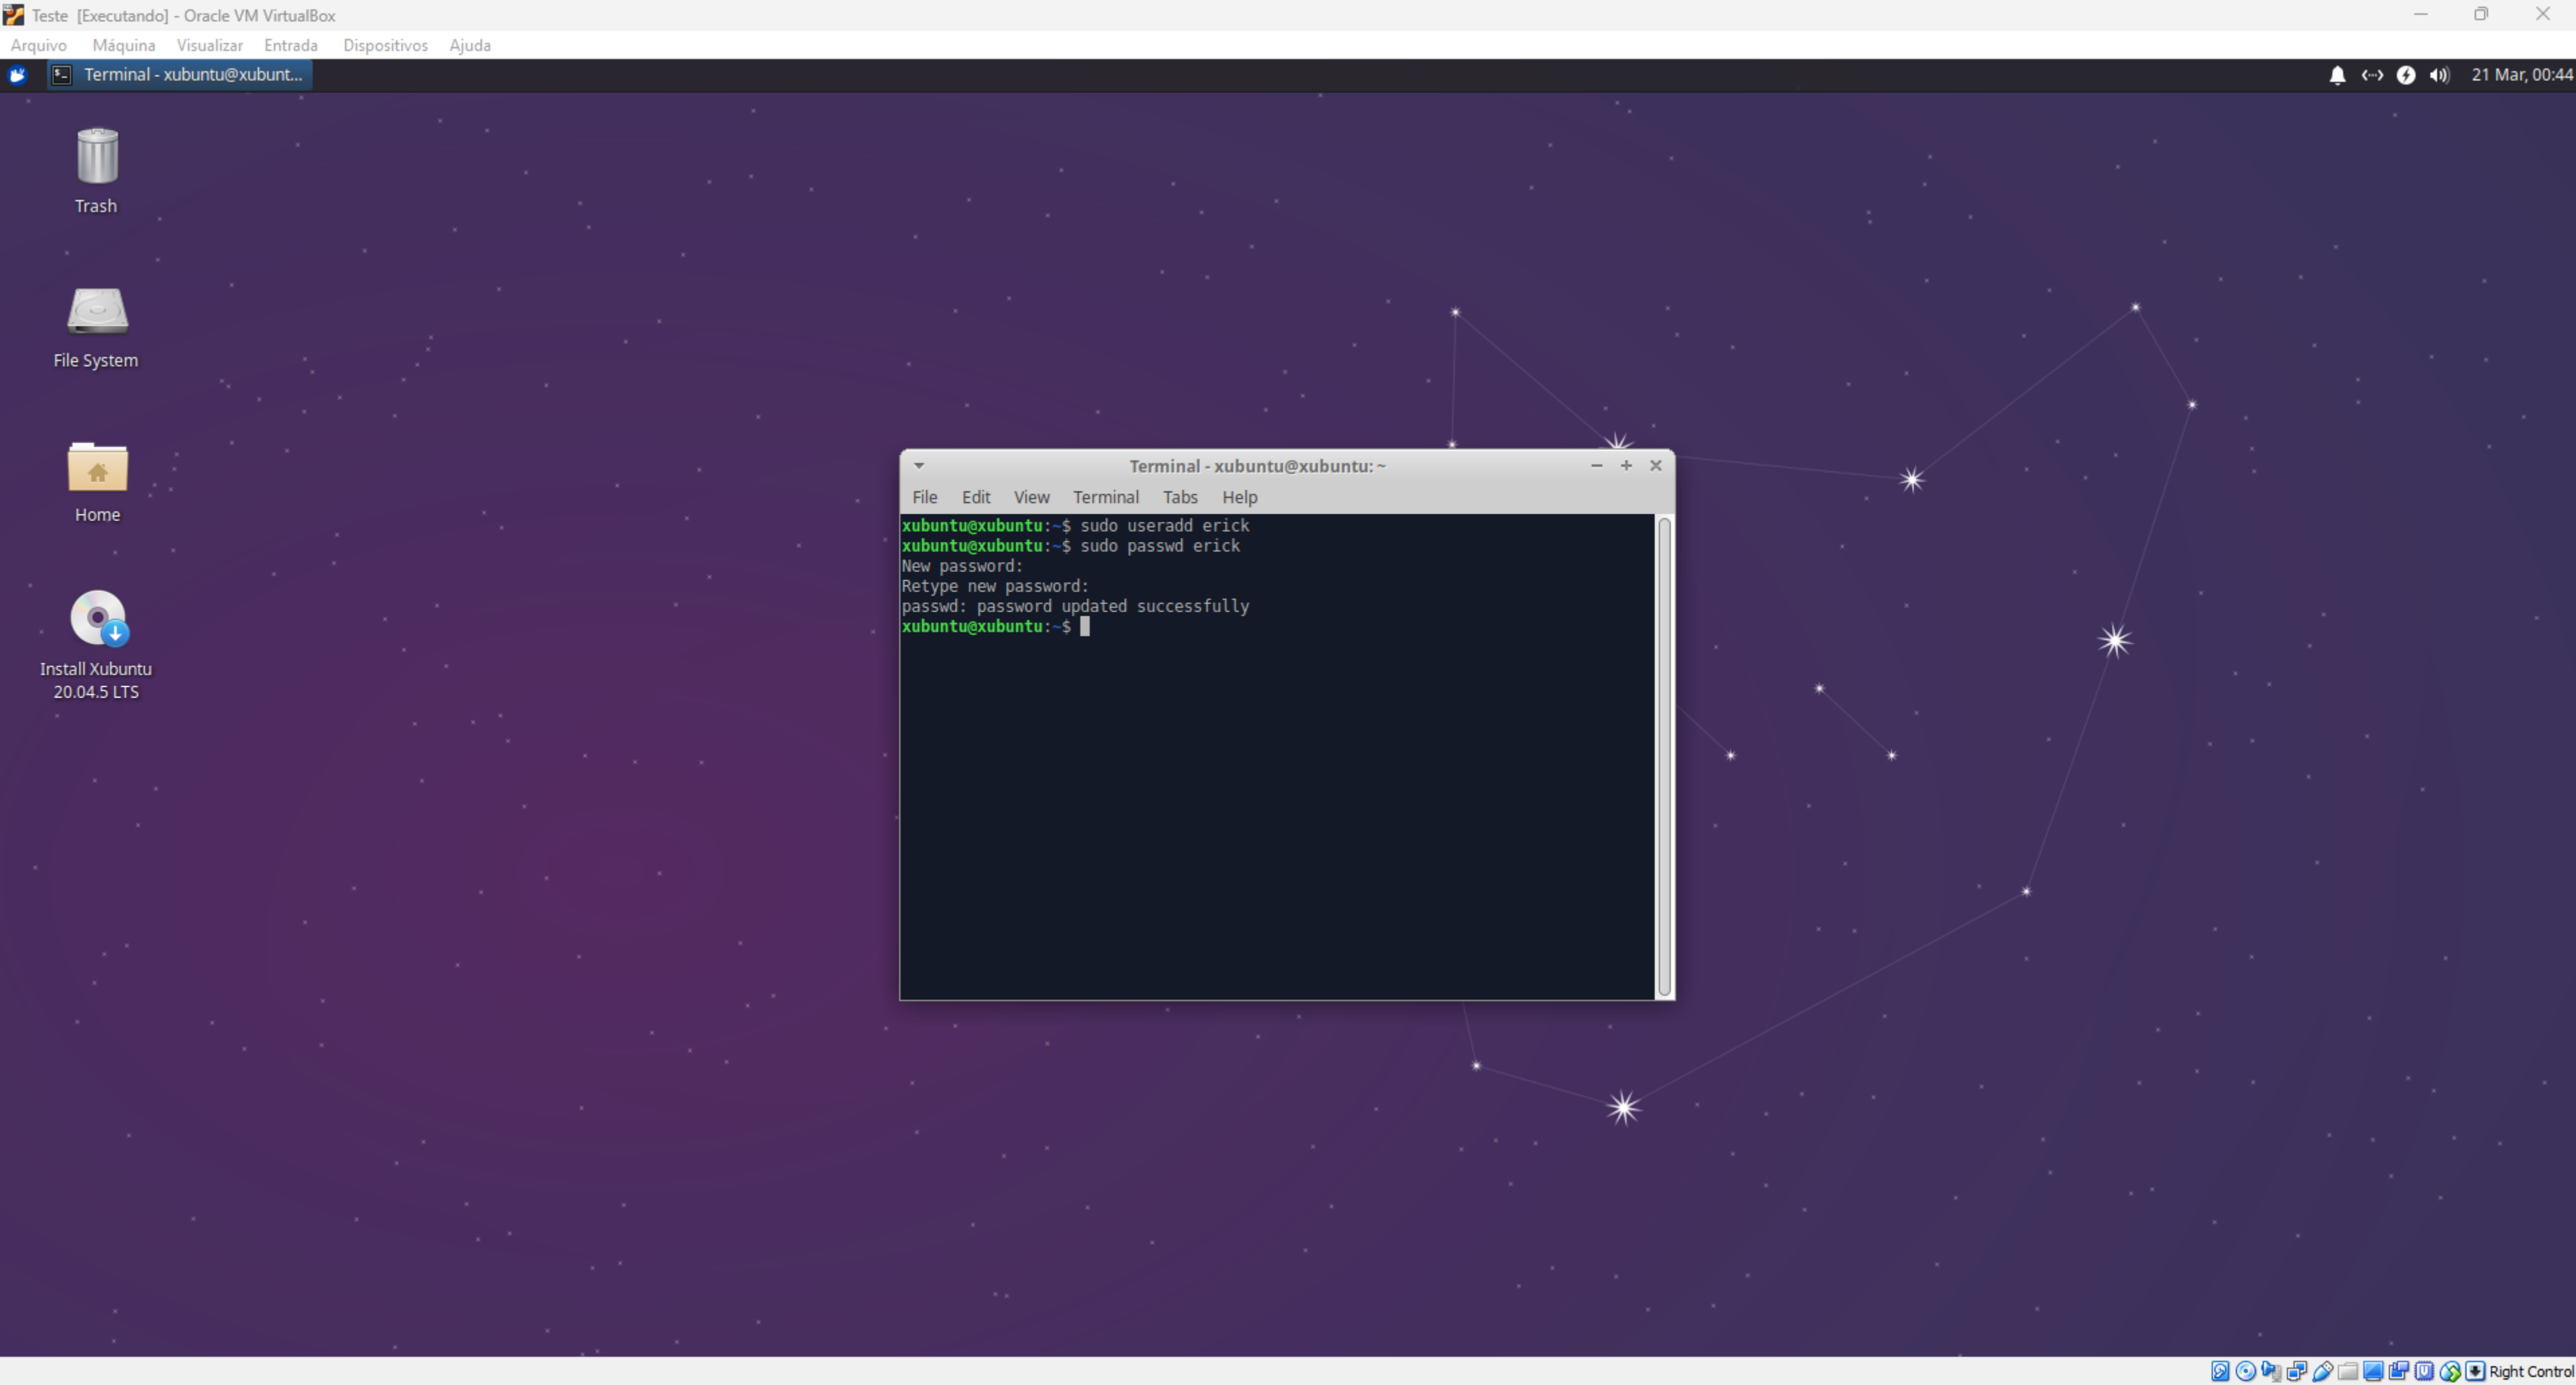 Teste [Executando] - Oracle VM VirtualBox
Arquivo Máquina Visualizar Entrada Dispositivos Ajuda
Terminal - xubuntu@xubunt...
21 Mar, 00:44
Trash
File System
Home
Install Xubuntu
20.04.5 LTS
Terminal - xubuntu@xubuntu: ~
File Edit View Terminal Tabs Help
xubuntu@xubuntu:~$ sudo useradd erick
xubuntu@xubuntu:~$ sudo passwd erick
New password:
Retype new password:
passwd: password updated successfully
xubuntu@xubuntu:~$
Right Control